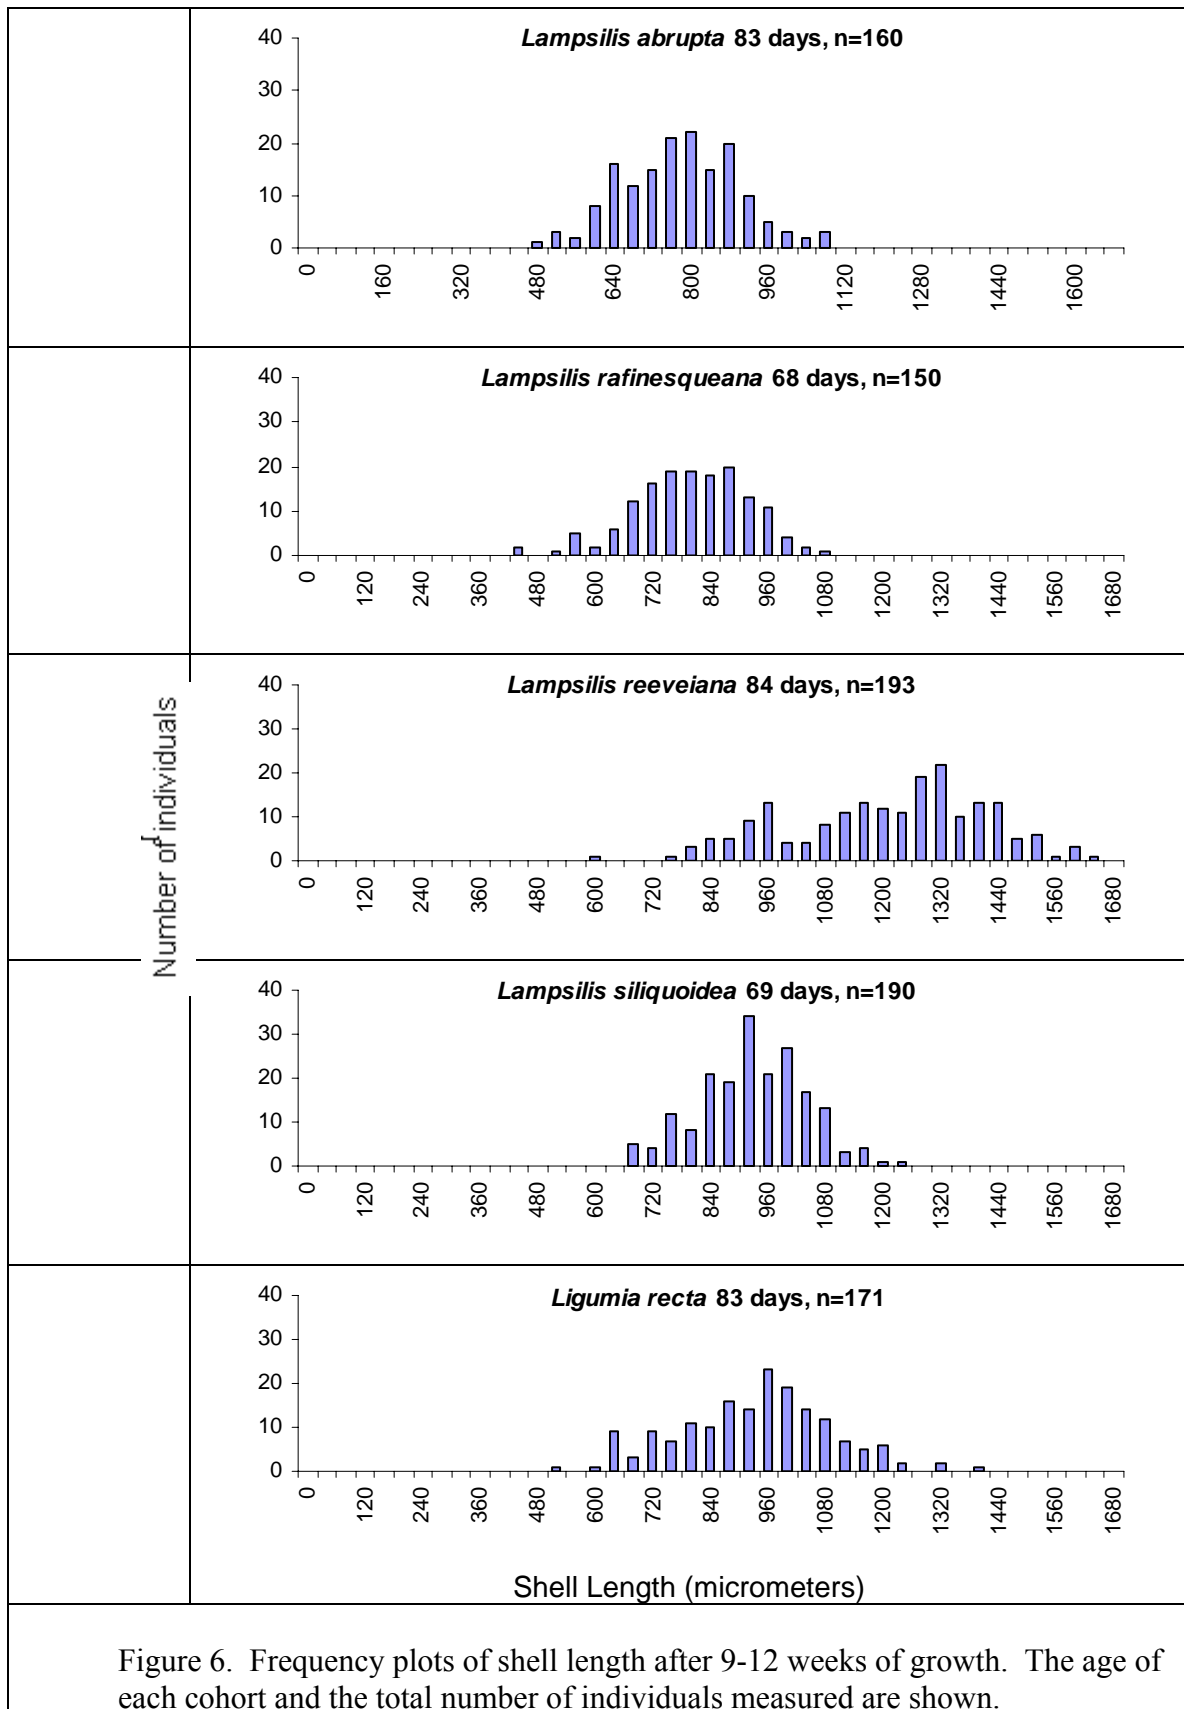 Lampsilis abrupta 83 days, n=160
40
30
20
10
0
0 160 320 480 640 800 960 1120 1280 1440 1600
Lampsilis rafinesqueana 68 days, n=150
40
30
20
10
0
0 120 240 360 480 600 720 840 960 1080 1200 1320 1440 1560 1680
Number of individuals
Lampsilis reeveiana 84 days, n=193
40
30
20
10
0
0 120 240 360 480 600 720 840 960 1080 1200 1320 1440 1560 1680
Lampsilis siliquoidea 69 days, n=190
40
30
20
10
0
0 120 240 360 480 600 720 840 960 1080 1200 1320 1440 1560 1680
Ligumia recta 83 days, n=171
40
30
20
10
0
0 120 240 360 480 600 720 840 960 1080 1200 1320 1440 1560 1680
Shell Length (micrometers)
Figure 6.  Frequency plots of shell length after 9-12 weeks of growth.  The age of
each cohort and the total number of individuals measured are shown.